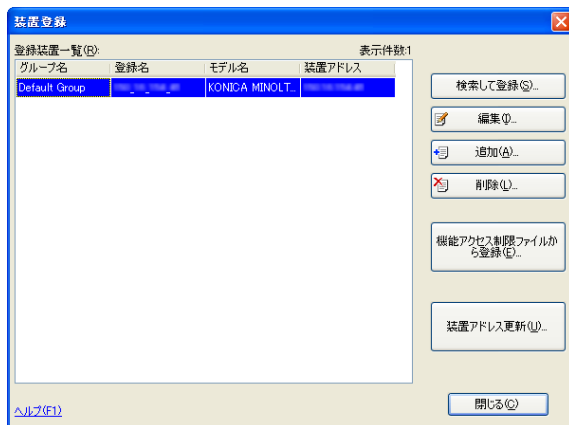 装置登録
登録装置一覧(R):
表示件数:1
グループ名 登録名 モデル名 装置アドレス
Default Group KONICA MINOLT...
検索して登録(S)...
編集(I)...
追加(A)...
削除(L)...
機能アクセス制限ファイルか
ら登録(E)...
装置アドレス更新(U)...
ヘルプ(F1)
閉じる(C)